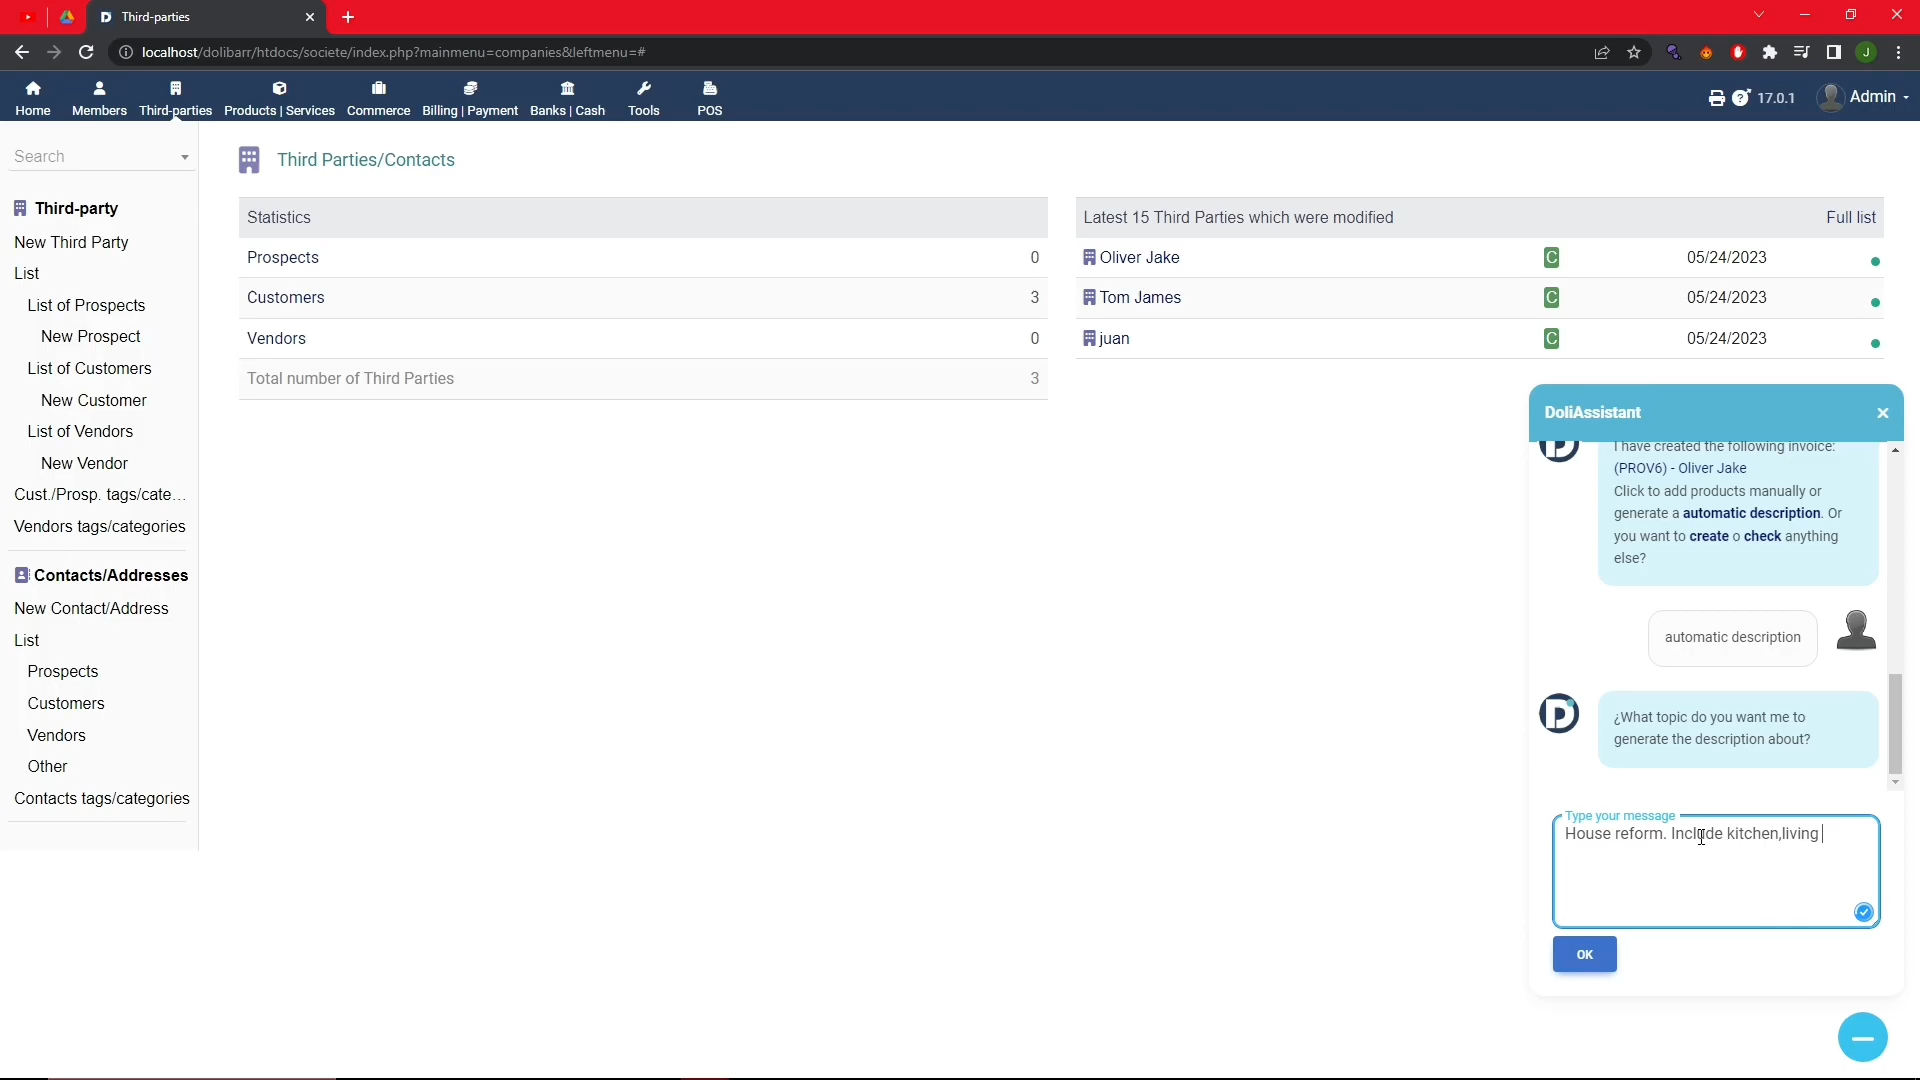 Third-parties
localhost/dolibarr/htdocs/societe/index.php?mainmenu=companies&leftmenu=#
J
Home Members Third-parties Products | Services Commerce Billing | Payment Banks | Cash Tools POS
17.0.1 Admin
Search
Third-party
New Third Party
List
List of Prospects
New Prospect
List of Customers
New Customer
List of Vendors
New Vendor
Cust./Prosp. tags/cate...
Vendors tags/categories
Contacts/Addresses
New Contact/Address
List
Prospects
Customers
Vendors
Other
Contacts tags/categories
Third Parties/Contacts
Statistics
Prospects 0
Customers 3
Vendors 0
Total number of Third Parties 3
Latest 15 Third Parties which were modified Full list
Oliver Jake C 05/24/2023
Tom James C 05/24/2023
juan C 05/24/2023
DoliAssistant
I have created the following invoice:
(PROV6) - Oliver Jake
Click to add products manually or
generate a automatic description. Or
you want to create o check anything
else?
automatic description
¿What topic do you want me to
generate the description about?
Type your message
House reform. Include kitchen,living
OK